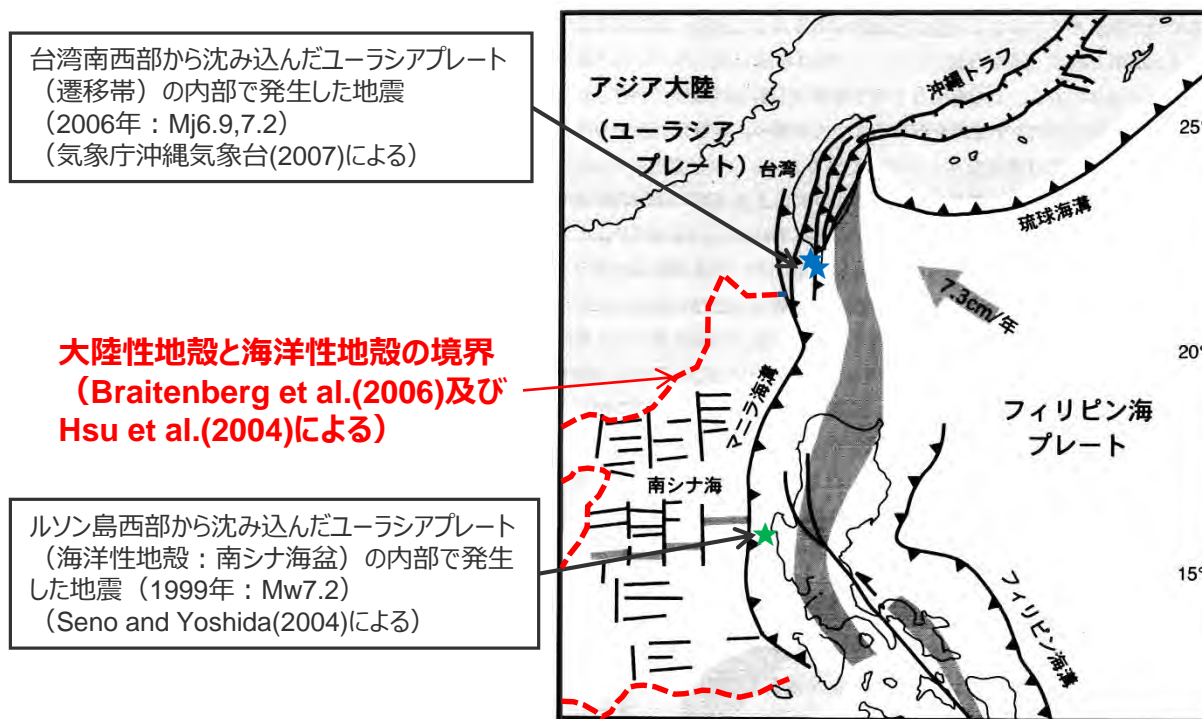 台湾南西部から沈み込んだユーラシアプレート
（遷移帯）の内部で発生した地震
（2006年：Mj6.9,7.2）
（気象庁沖縄気象台(2007)による）
大陸性地殻と海洋性地殻の境界
（Braitenberg et al.(2006)及び
Hsu et al.(2004)による）
ルソン島西部から沈み込んだユーラシアプレート
（海洋性地殻：南シナ海盆）の内部で発生
した地震（1999年：Mw7.2）
（Seno and Yoshida(2004)による）
アジア大陸
（ユーラシア
プレート）
台湾
沖縄トラフ
25°
琉球海溝
7.3cm/年
20°
マニラ海溝
フィリピン海
プレート
南シナ海
15°
フィリピン海溝